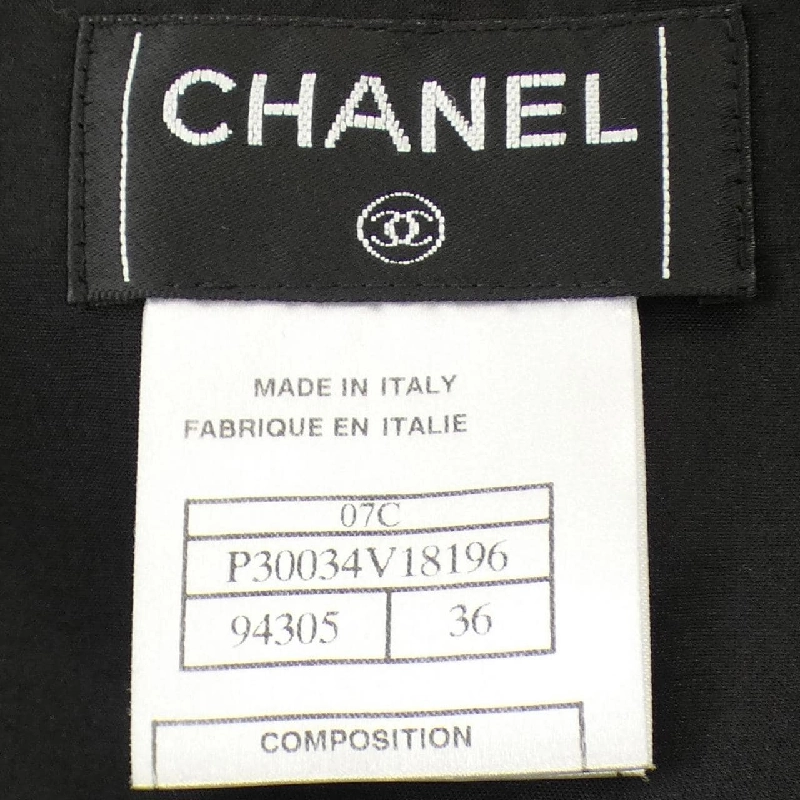 CHANEL
MADE IN ITALY
FABRIQUE EN ITALIE
07C
P30034V18196
94305 36
COMPOSITION